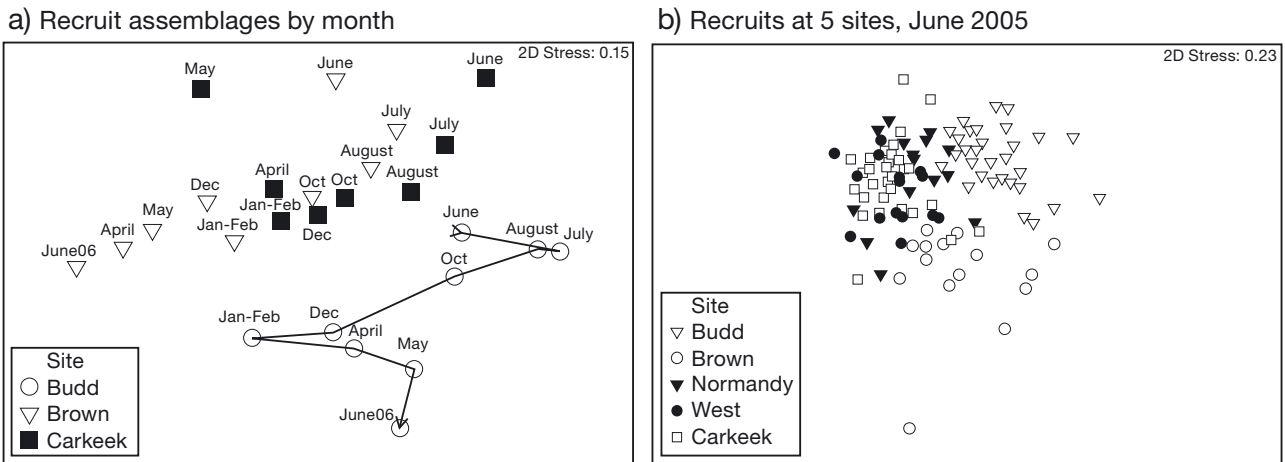 a) Recruit assemblages by month
2D Stress: 0.15
May
June
June
July
July
August
April
Oct
Oct
August
Dec
Jan-Feb
Dec
May
Jan-Feb
April
June06
June
August
July
Oct
Dec
Jan-Feb
April
May
June06
Site
Budd
Brown
Carkeek
b) Recruits at 5 sites, June 2005
2D Stress: 0.23
Site
Budd
Brown
Normandy
West
Carkeek